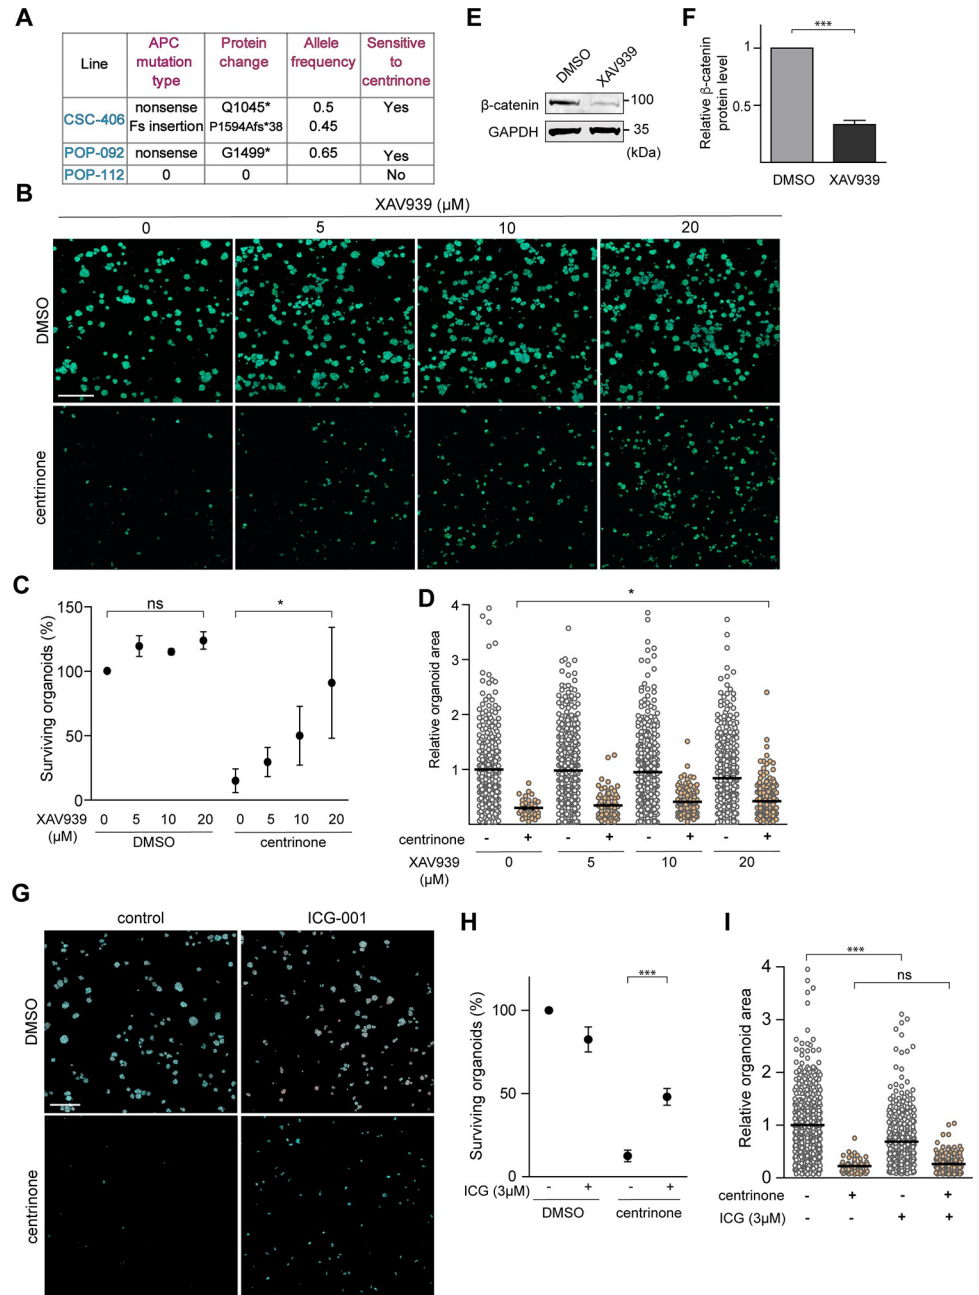 A
Line
APC mutation type
Protein change
Allele frequency
Sensitive to centrinone
CSC-406
nonsense
Q1045*
0.5
Yes
Fs insertion
P1594Afs*38
0.45
POP-092
nonsense
G1499*
0.65
Yes
POP-112
0
0
No
E
DMSO
XAV939
β-catenin
100
GAPDH
35
(kDa)
F
***
Relative β-catenin
protein level
1
0.5
DMSO
XAV939
B
XAV939 (µM)
0
5
10
20
DMSO
centrinone
C
Surviving organoids (%)
150
100
50
0
ns
*
XAV939
(µM)
0
5
10
20
0
5
10
20
DMSO
centrinone
D
Relative organoid area
4
3
2
1
*
centrinone
-
+
-
+
-
+
-
+
XAV939
(µM)
0
5
10
20
G
control
ICG-001
DMSO
centrinone
H
Surviving organoids (%)
100
50
0
***
ICG (3µM)
-
+
-
+
DMSO
centrinone
I
Relative organoid area
4
3
2
1
0
***
ns
centrinone
-
+
-
+
ICG (3µM)
-
-
+
+